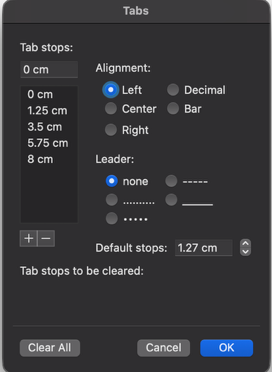 Tabs
Tab stops:
0 cm
0 cm
1.25 cm
3.5 cm
5.75 cm
8 cm
+ −
Alignment:
Left Decimal
Center Bar
Right
Leader:
none -----
.......... _____
•••••
Default stops: 1.27 cm
Tab stops to be cleared:
Clear All Cancel OK